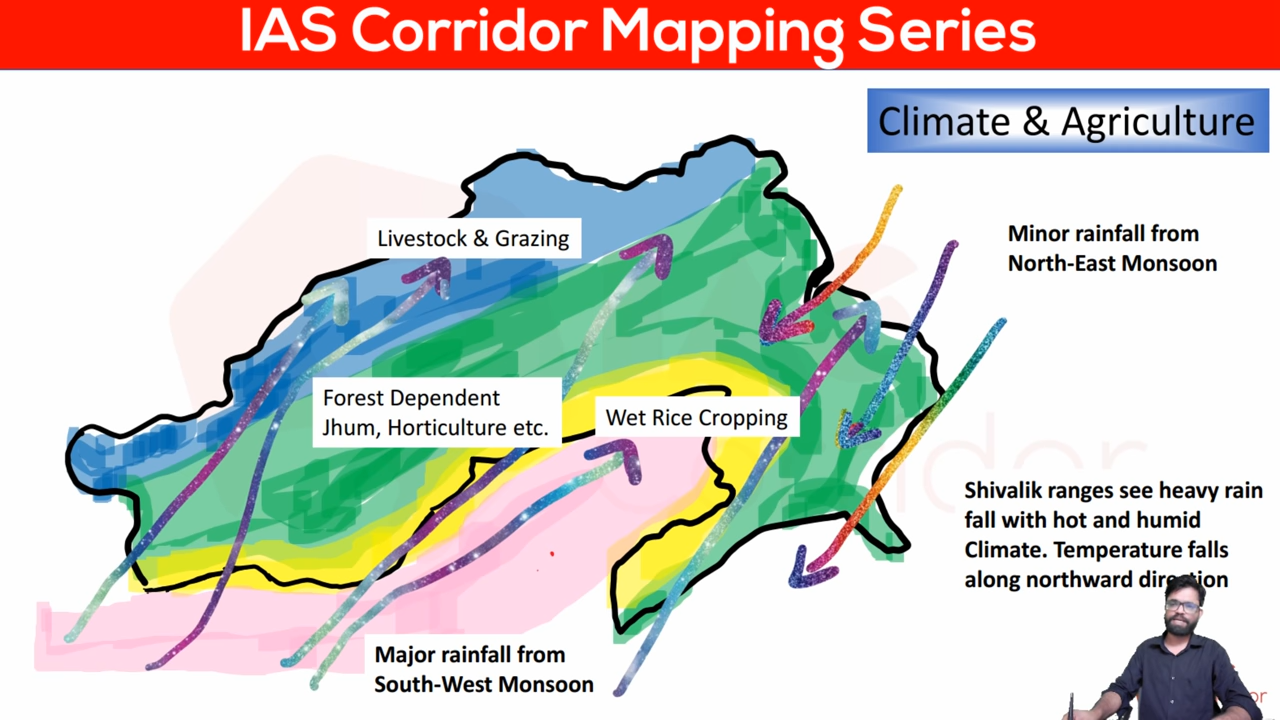 IAS Corridor Mapping Series
Climate & Agriculture
Livestock & Grazing
Minor rainfall from
North-East Monsoon
Forest Dependent
Jhum, Horticulture etc.
Wet Rice Cropping
Shivalik ranges see heavy rain
fall with hot and humid
Climate. Temperature falls
along northward direction
Major rainfall from
South-West Monsoon